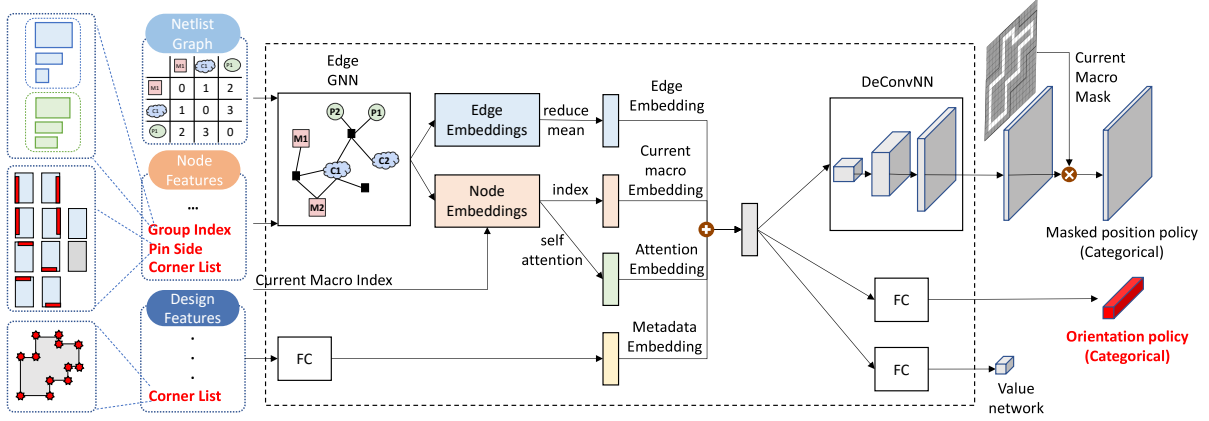 Netlist
Graph
M1 C1 P1
M1 0 1 2
C1 1 0 3
P1 2 3 0
Node
Features
...
Group Index
Pin Side
Corner List
Design
Features
.
.
.
Corner List
Edge
GNN
P2 P1
M1
C1 C2
M2
Current Macro Index
FC
Edge
Embeddings
reduce
mean
Node
Embeddings
index
self
attention
Edge
Embedding
Current
macro
Embedding
Attention
Embedding
Metadata
Embedding
DeConvNN
FC
FC
Current
Macro
Mask
Masked position policy
(Categorical)
Orientation policy
(Categorical)
Value
network